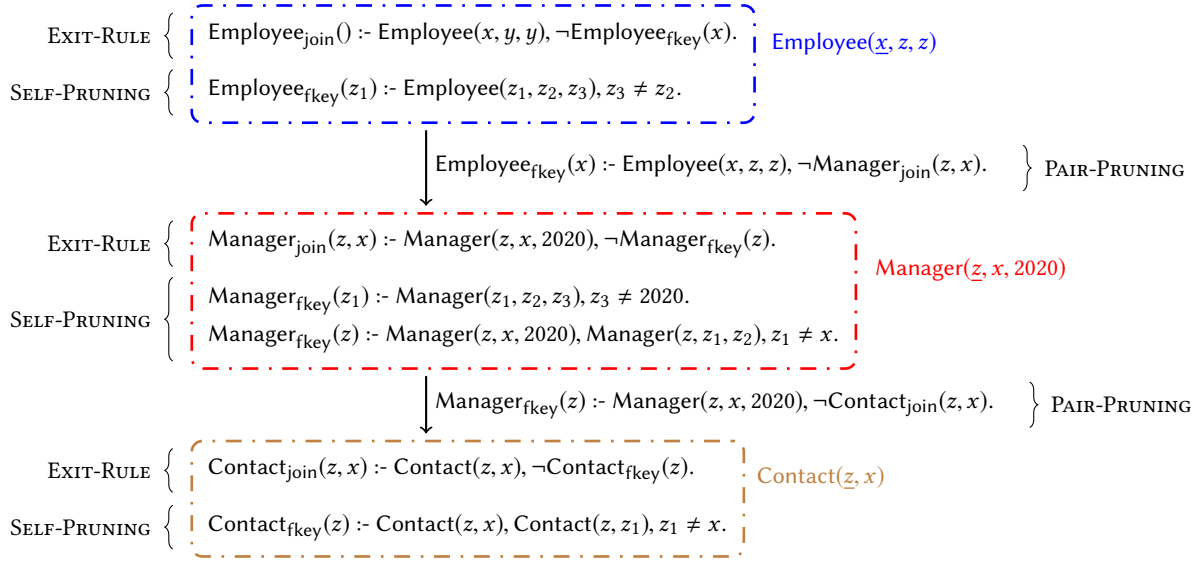 EXIT-RULE { Employee_join() :- Employee(x, y, y), ¬Employee_fkey(x). Employee(x, z, z)
SELF-PRUNING { Employee_fkey(z₁) :- Employee(z₁, z₂, z₃), z₃ ≠ z₂.
Employee_fkey(x) :- Employee(x, z, z), ¬Manager_join(z, x). } PAIR-PRUNING
EXIT-RULE { Manager_join(z, x) :- Manager(z, x, 2020), ¬Manager_fkey(z). Manager(z, x, 2020)
SELF-PRUNING { Manager_fkey(z₁) :- Manager(z₁, z₂, z₃), z₃ ≠ 2020.
Manager_fkey(z) :- Manager(z, x, 2020), Manager(z, z₁, z₂), z₁ ≠ x.
Manager_fkey(z) :- Manager(z, x, 2020), ¬Contact_join(z, x). } PAIR-PRUNING
EXIT-RULE { Contact_join(z, x) :- Contact(z, x), ¬Contact_fkey(z). Contact(z, x)
SELF-PRUNING { Contact_fkey(z) :- Contact(z, x), Contact(z, z₁), z₁ ≠ x.